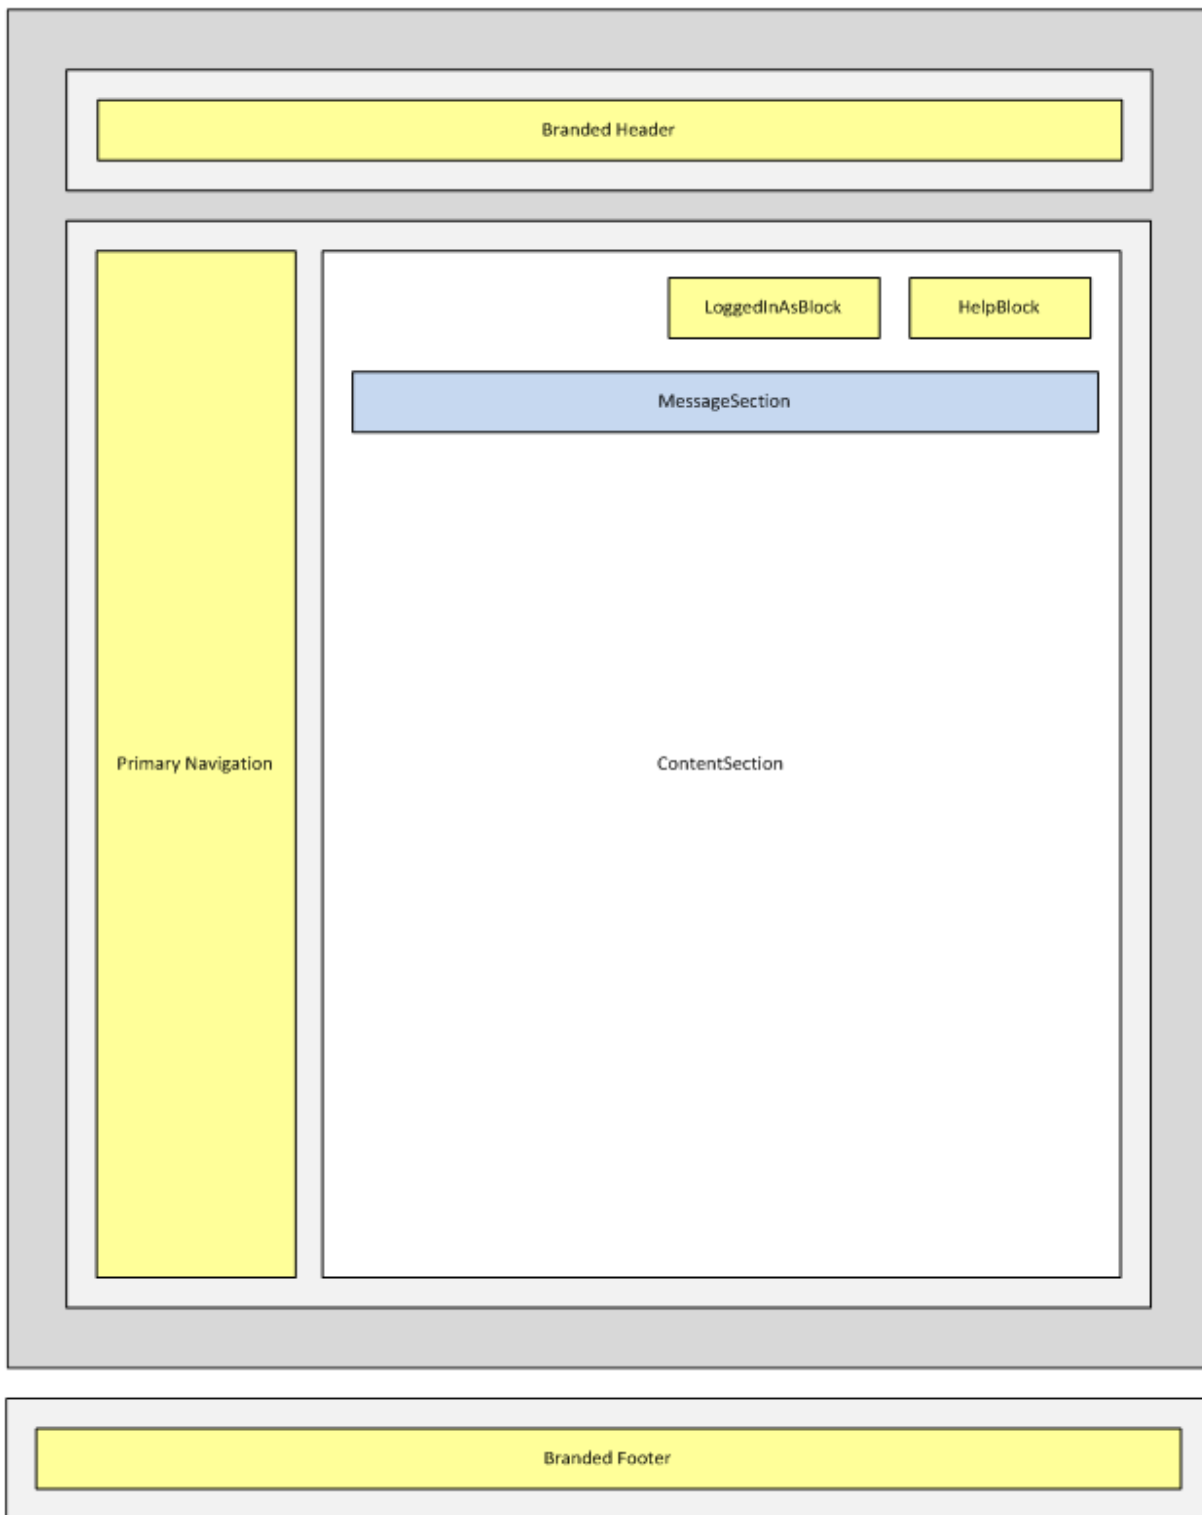 Branded Header
LoggedInAsBlock
HelpBlock
MessageSection
Primary Navigation
ContentSection
Branded Footer